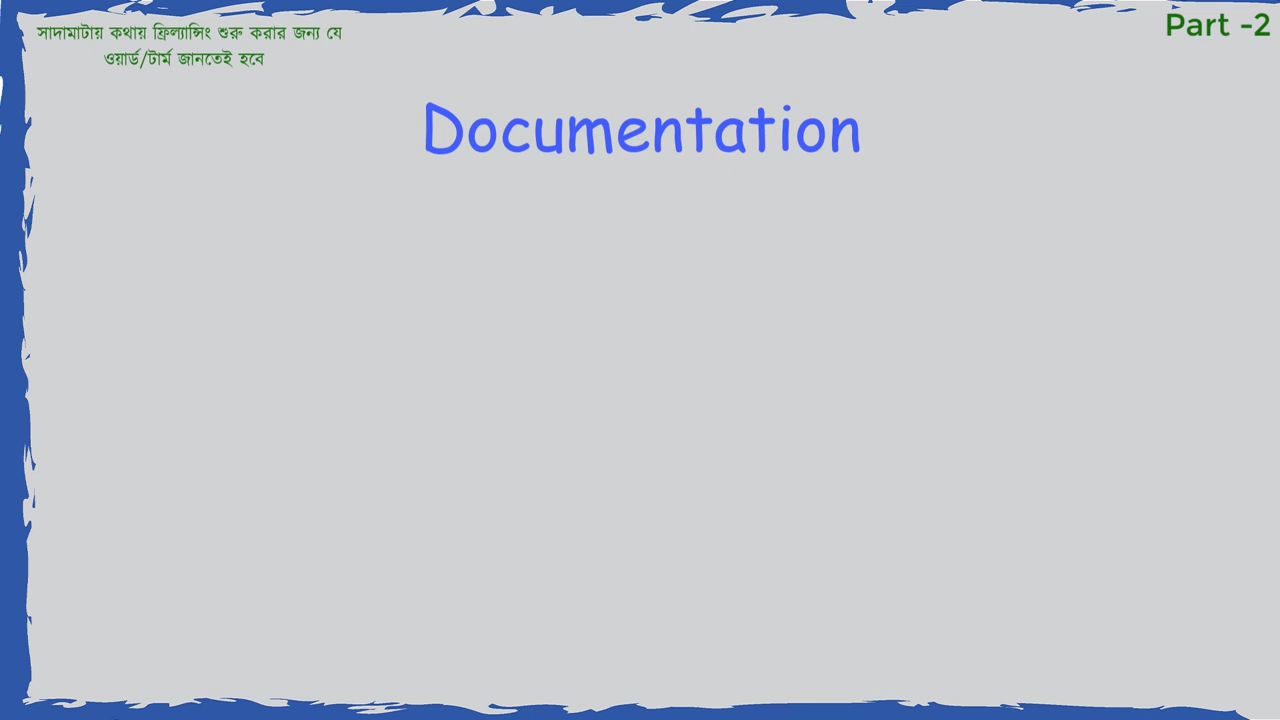 সাদামাটায় কথায় ফ্রিল্যান্সিং শুরু করার জন্য যে
ওয়ার্ড/টার্ম জানতেই হবে
Part -2
Documentation